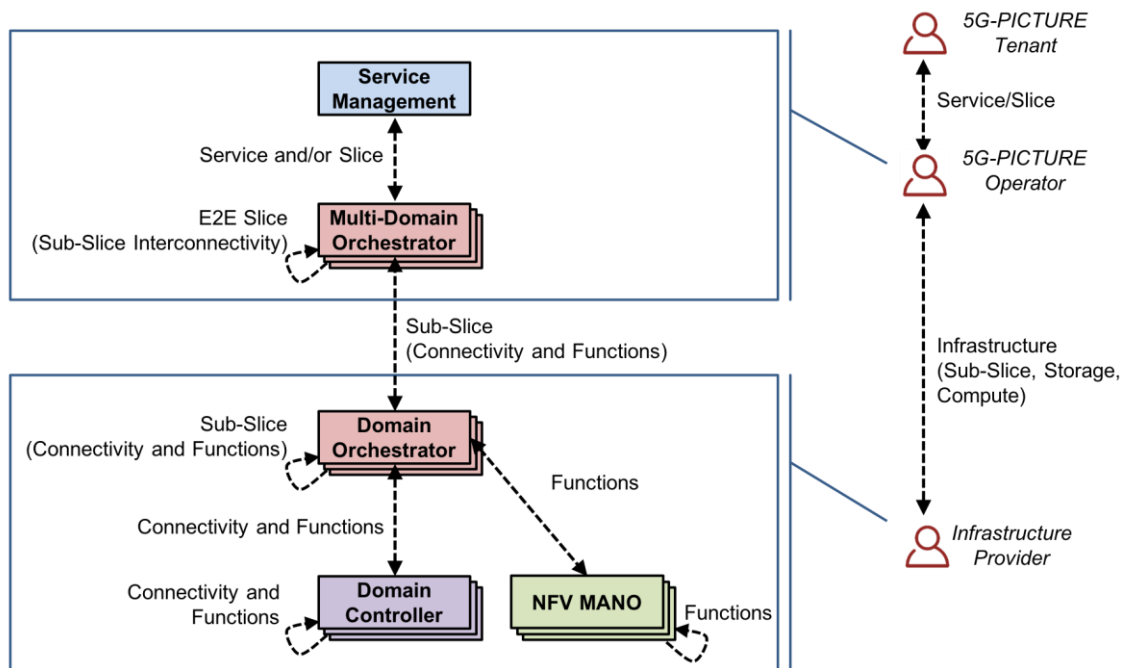 Service
Management
Service and/or Slice
E2E Slice
(Sub-Slice Interconnectivity)
Multi-Domain
Orchestrator
Sub-Slice
(Connectivity and Functions)
Sub-Slice
(Connectivity and Functions)
Domain
Orchestrator
Functions
Connectivity and Functions
Connectivity and
Functions
Domain
Controller
NFV MANO
Functions
5G-PICTURE
Tenant
Service/Slice
5G-PICTURE
Operator
Infrastructure
(Sub-Slice, Storage,
Compute)
Infrastructure
Provider